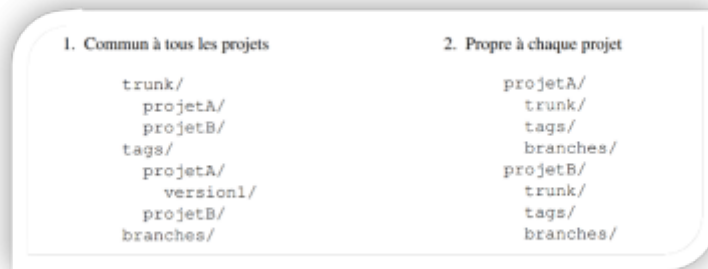 1. Commun à tous les projets
trunk/
projetA/
projetB/
tags/
projetA/
version1/
projetB/
branches/
2. Propre à chaque projet
projetA/
trunk/
tags/
branches/
projetB/
trunk/
tags/
branches/